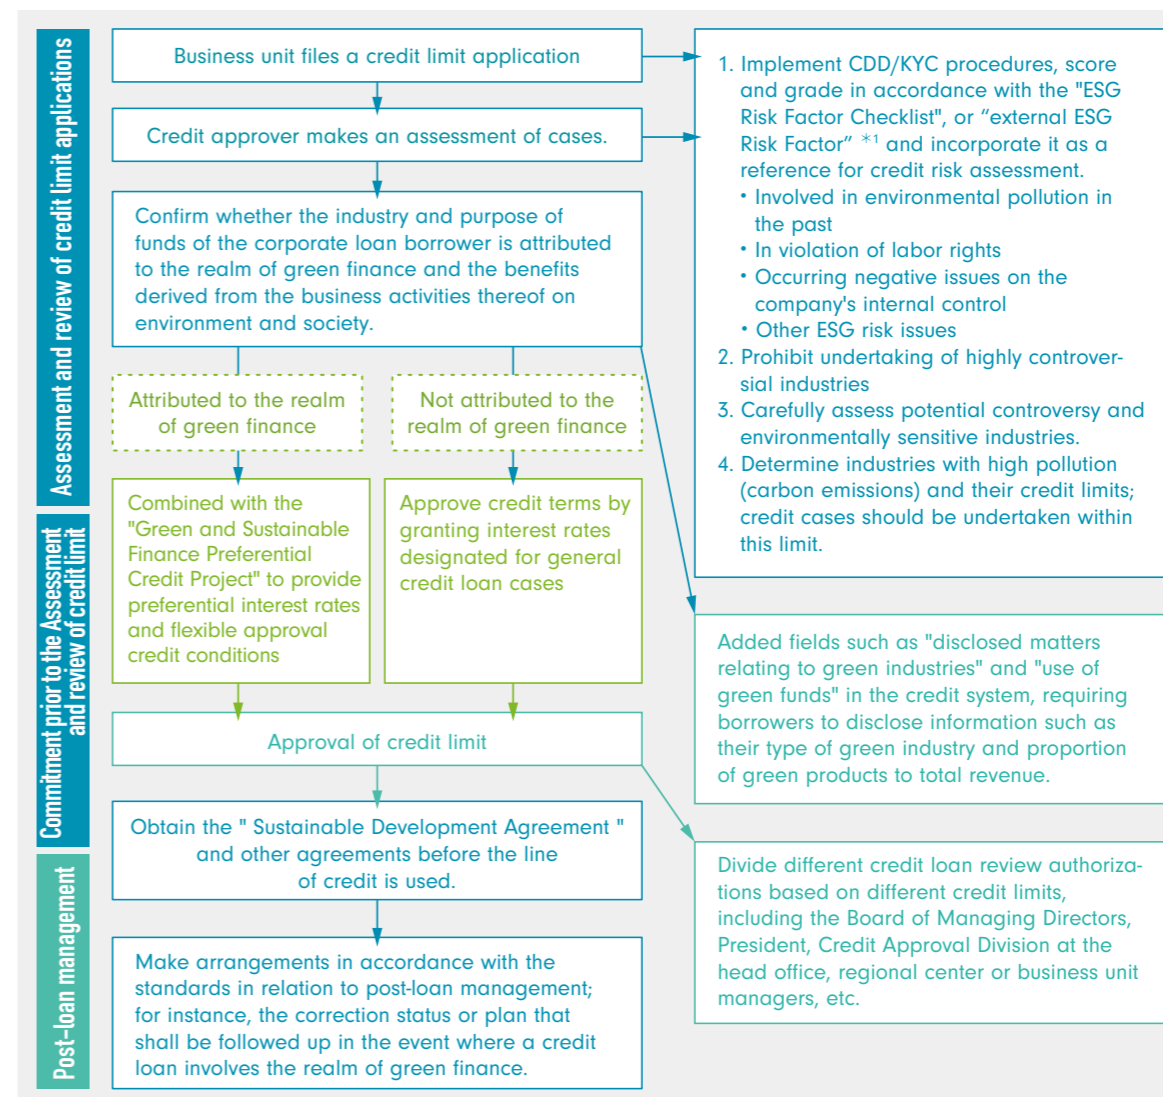 Assessment and review of credit limit applications
Business unit files a credit limit application
Credit approver makes an assessment of cases.
Confirm whether the industry and purpose of
funds of the corporate loan borrower is attributed
to the realm of green finance and the benefits
derived from the business activities thereof on
environment and society.
Attributed to the realm
of green finance
Not attributed to the
realm of green finance
Combined with the
"Green and Sustainable
Finance Preferential
Credit Project" to provide
preferential interest rates
and flexible approval
credit conditions
Approve credit terms by
granting interest rates
designated for general
credit loan cases
1. Implement CDD/KYC procedures, score
and grade in accordance with the "ESG
Risk Factor Checklist", or “external ESG
Risk Factor” *1 and incorporate it as a
reference for credit risk assessment.
• Involved in environmental pollution in
the past
• In violation of labor rights
• Occurring negative issues on the
company's internal control
• Other ESG risk issues
2. Prohibit undertaking of highly controver-
sial industries
3. Carefully assess potential controversy and
environmentally sensitive industries.
4. Determine industries with high pollution
(carbon emissions) and their credit limits;
credit cases should be undertaken within
this limit.
Added fields such as "disclosed matters
relating to green industries" and "use of
green funds" in the credit system, requiring
borrowers to disclose information such as
their type of green industry and proportion
of green products to total revenue.
Commitment prior to the Assessment
and review of credit limit
Approval of credit limit
Obtain the " Sustainable Development Agreement "
and other agreements before the line
of credit is used.
Divide different credit loan review authoriza-
tions based on different credit limits,
including the Board of Managing Directors,
President, Credit Approval Division at the
head office, regional center or business unit
managers, etc.
Post-loan management
Make arrangements in accordance with the
standards in relation to post-loan management;
for instance, the correction status or plan that
shall be followed up in the event where a credit
loan involves the realm of green finance.